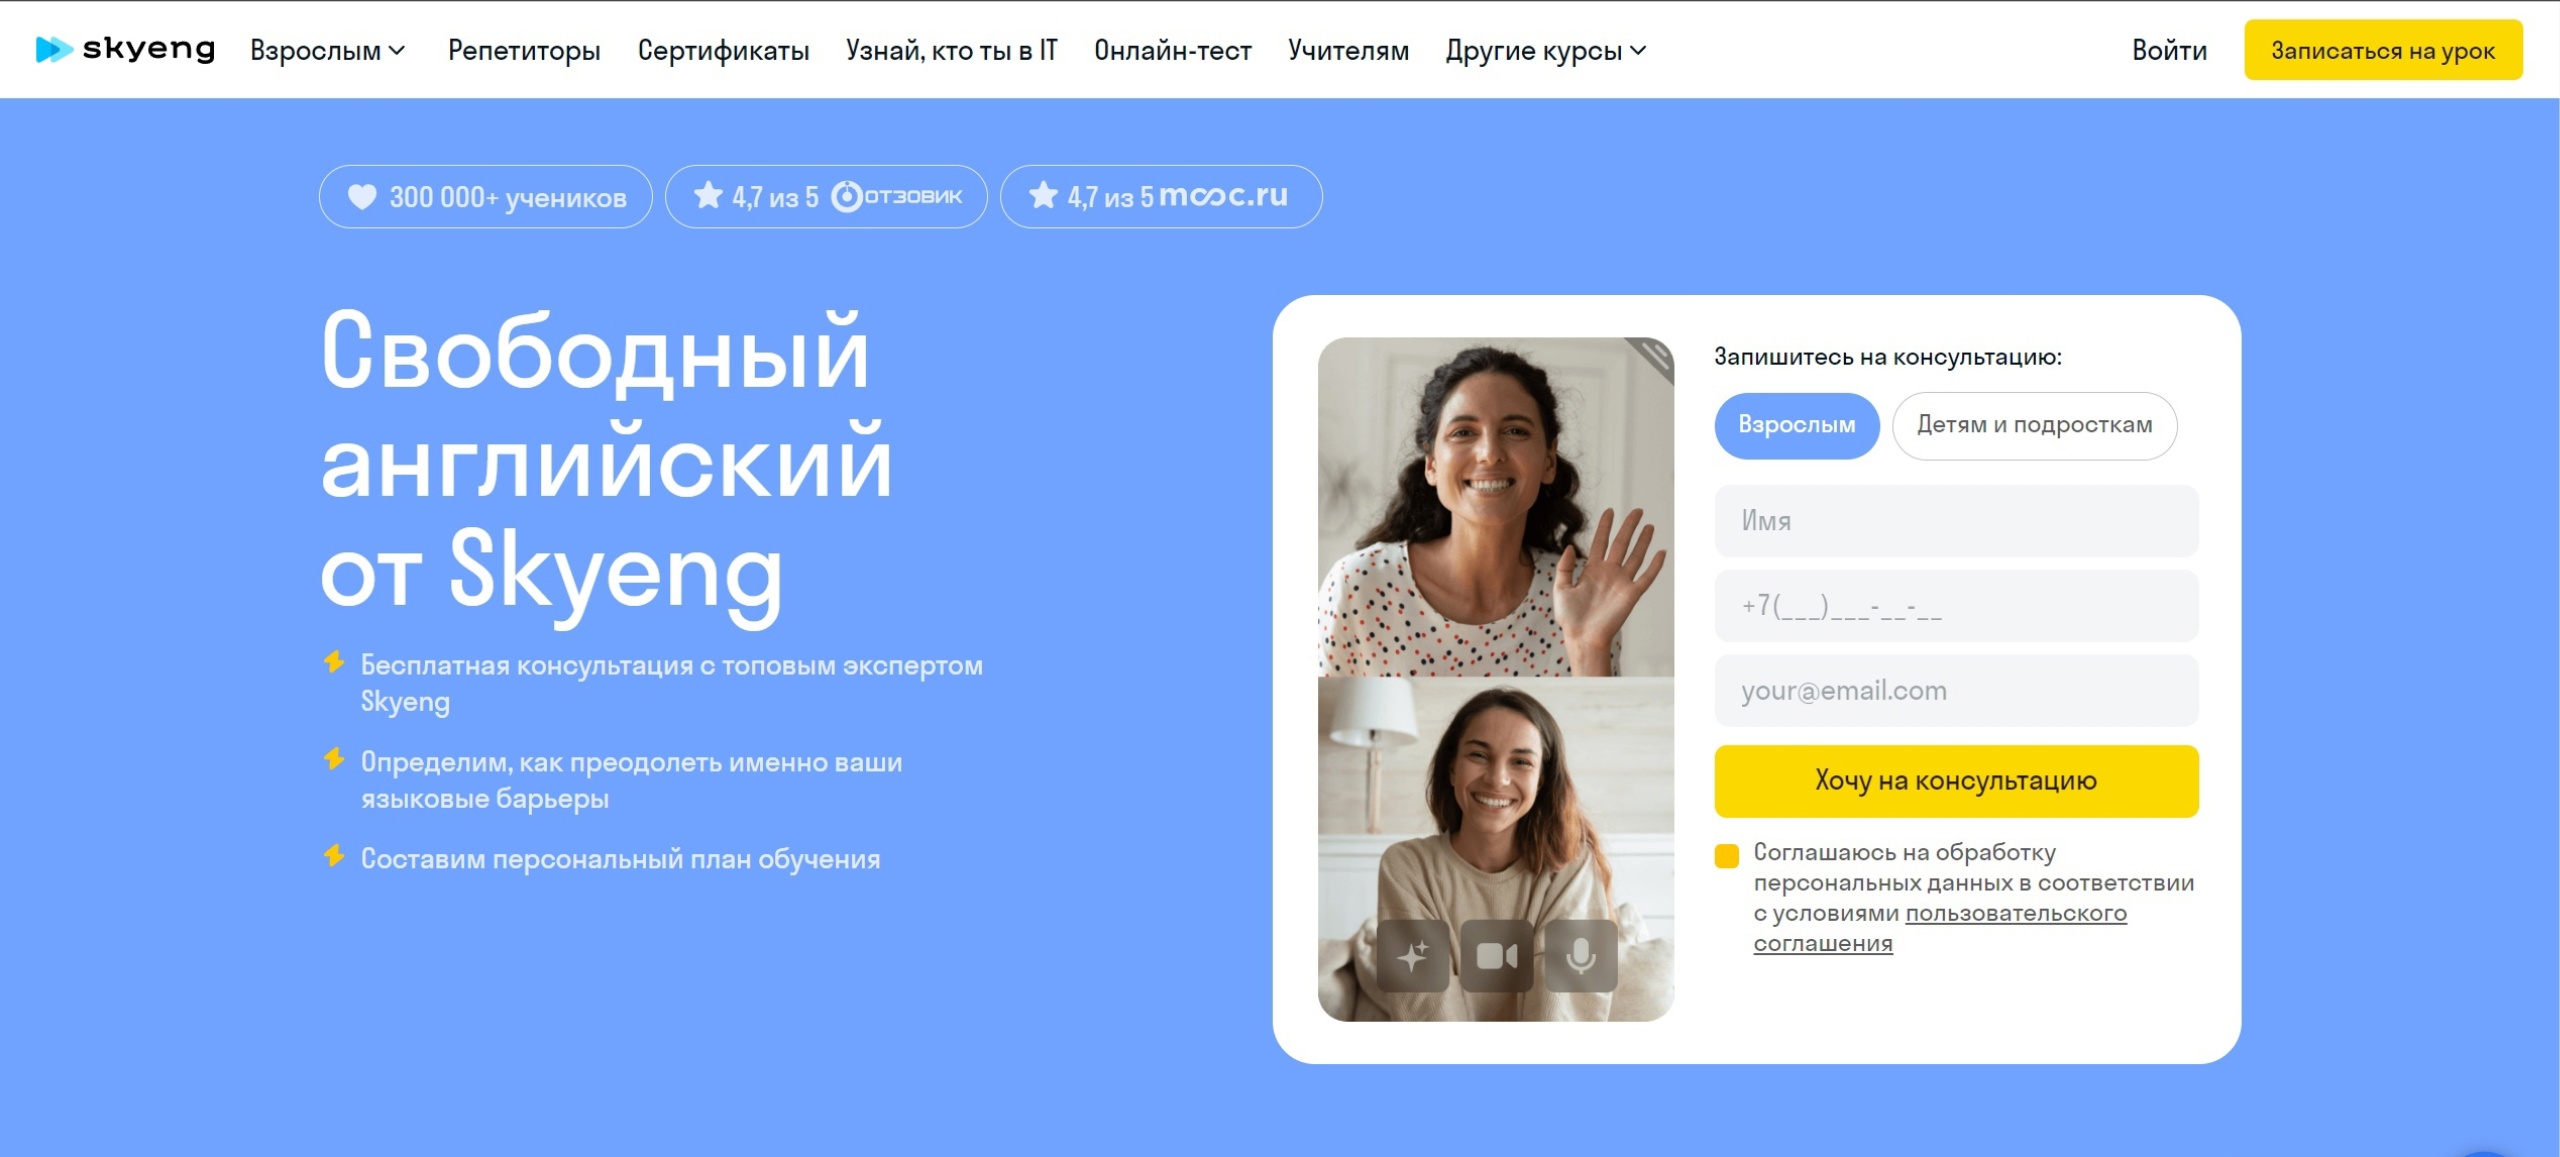 skyeng
Взрослым
Репетиторы
Сертификаты
Узнай, кто ты в IT
Онлайн-тест
Учителям
Другие курсы
Войти
Записаться на урок
300 000+ учеников
4,7 из 5 ОТЗОВИК
4,7 из 5 mooc.ru
Свободный
английский
от Skyeng
Бесплатная консультация с топовым экспертом
Skyeng
Определим, как преодолеть именно ваши
языковые барьеры
Составим персональный план обучения
Запишитесь на консультацию:
Взрослым
Детям и подросткам
Имя
+7(___)___-__-__
your@email.com
Хочу на консультацию
Соглашаюсь на обработку
персональных данных в соответствии
с условиями пользовательского
соглашения